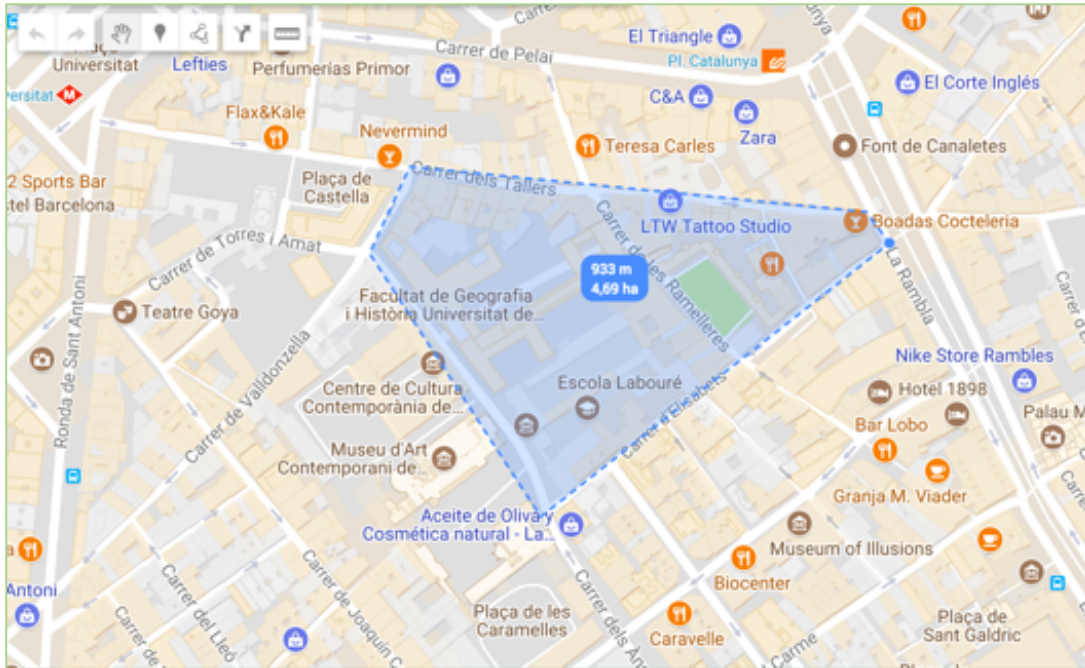 Universitat
Lefties
Perfumerías Primor
Carrer de Pelai
El Triangle
Pl. Catalunya
C&A
Zara
El Corte Inglés
ersitat
M
Flax&Kale
Nevermind
Teresa Carles
Font de Canaletes
2 Sports Bar
tel Barcelona
Plaça de
Castella
Carrer dels Tallers
LTW Tattoo Studio
Boadas Cocteleria
Carrer de Torres i Amat
Carrer de les Ramelleres
La Rambla
933 m
4,69 ha
Teatre Goya
Facultat de Geografia
i Història Universitat de...
Ronda de Sant Antoni
Carrer de Valldonzella
Centre de Cultura
Contemporània de...
Escola Labouré
Carrer d'Elisabets
Nike Store Rambles
Hotel 1898
Bar Lobo
Palau M
Museu d'Art
Contemporani de...
Granja M. Viader
Aceite de Oliva y
Cosmética natural - La...
Museum of Illusions
a
Antoni
Biocenter
Carrer del Lleó
Carrer de Joaquín C
Plaça de les
Caramelles
Carrer dels Àng
Caravelle
l Carme
Plaça de
Sant Galdric